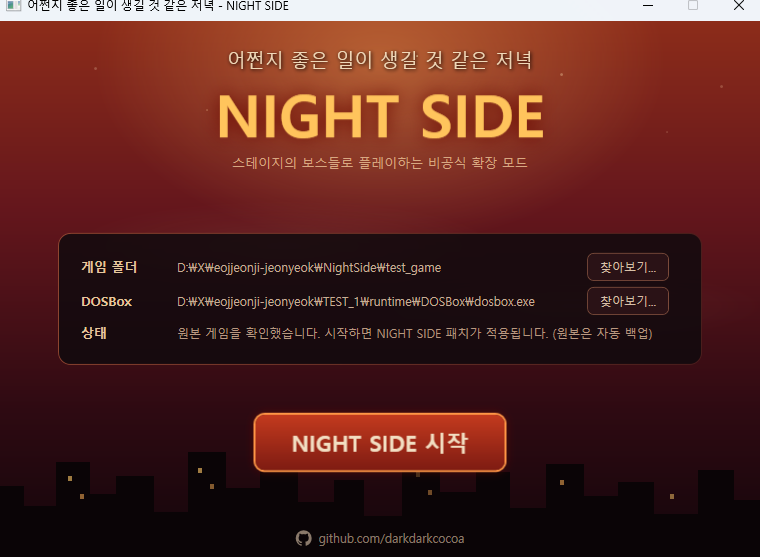 어쩐지 좋은 일이 생길 것 같은 저녁 - NIGHT SIDE
어쩐지 좋은 일이 생길 것 같은 저녁
NIGHT SIDE
스테이지의 보스들로 플레이하는 비공식 확장 모드
게임 폴더 D:₩X₩eojjeonji-jeonyeok₩NightSide₩test_game 찾아보기...
DOSBox D:₩X₩eojjeonji-jeonyeok₩TEST_1₩runtime₩DOSBox₩dosbox.exe 찾아보기...
상태 원본 게임을 확인했습니다. 시작하면 NIGHT SIDE 패치가 적용됩니다. (원본은 자동 백업)
NIGHT SIDE 시작
github.com/darkdarkcocoa